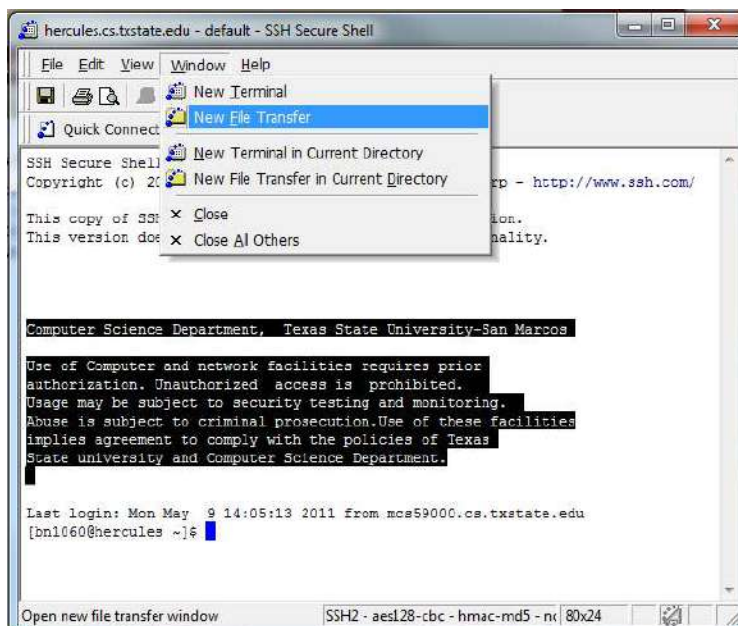 hercules.cs.txstate.edu - default - SSH Secure Shell
File Edit View Window Help
New Terminal
New File Transfer
Quick Connect
New Terminal in Current Directory
New File Transfer in Current Directory
Close
Close All Others
SSH Secure Shell
Copyright (c) 20 rp - http://www.ssh.com/
This copy of SSH ion.
This version doe nality.
Computer Science Department, Texas State University-San Marcos
Use of Computer and network facilities requires prior
authorization. Unauthorized access is prohibited.
Usage may be subject to security testing and monitoring.
Abuse is subject to criminal prosecution.Use of these facilities
implies agreement to comply with the policies of Texas
State university and Computer Science Department.
Last login: Mon May 9 14:05:13 2011 from mcs59000.cs.txstate.edu
[bn1060@hercules ~]$
Open new file transfer window
SSH2 - aes128-cbc - hmac-md5 - nc 80x24